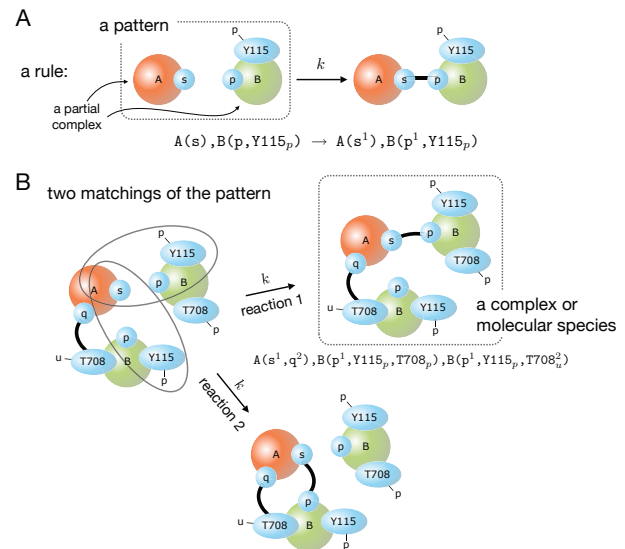 A
a pattern
a rule:
a partial
complex
A
s
p
B
Y115
p
k
A
s
p
B
Y115
p
A(s),B(p,Y115p) → A(s¹),B(p¹,Y115p)
B
two matchings of the pattern
p
Y115
A
s
p
B
q
T708
p
p
u
T708
B
Y115
p
k
reaction 1
p
Y115
A
s
p
B
q
T708
p
p
u
T708
B
Y115
p
a complex or
molecular species
A(s¹,q²),B(p¹,Y115p,T708p),B(p¹,Y115p,T708²u)
k
reaction 2
p
Y115
A
s
p
B
q
T708
p
p
u
T708
B
Y115
p